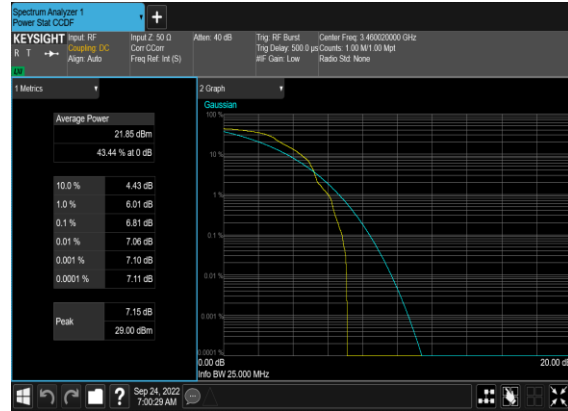 Spectrum Analyzer 1
Power Stat CCDF
+
KEYSIGHT
R T
LXI
Input: RF
Coupling: DC
Align: Auto
Input Z: 50 Ω
Corr CCorr
Freq Ref: Int (S)
Atten: 40 dB
Trig: RF Burst
Trig Delay: 500.0 µs
#IF Gain: Low
Center Freq: 3.460020000 GHz
Counts: 1.00 M/1.00 Mpt
Radio Std: None
1 Metrics
Average Power
21.85 dBm
43.44 % at 0 dB
10.0 % 4.43 dB
1.0 % 6.01 dB
0.1 % 6.81 dB
0.01 % 7.06 dB
0.001 % 7.10 dB
0.0001 % 7.11 dB
Peak
7.15 dB
29.00 dBm
2 Graph
Gaussian
100 %
10 %
1 %
0.1 %
0.01 %
0.001 %
0.0001 %
0.00 dB
20.00 dB
Info BW 25.000 MHz
?
Sep 24, 2022
7:00:29 AM